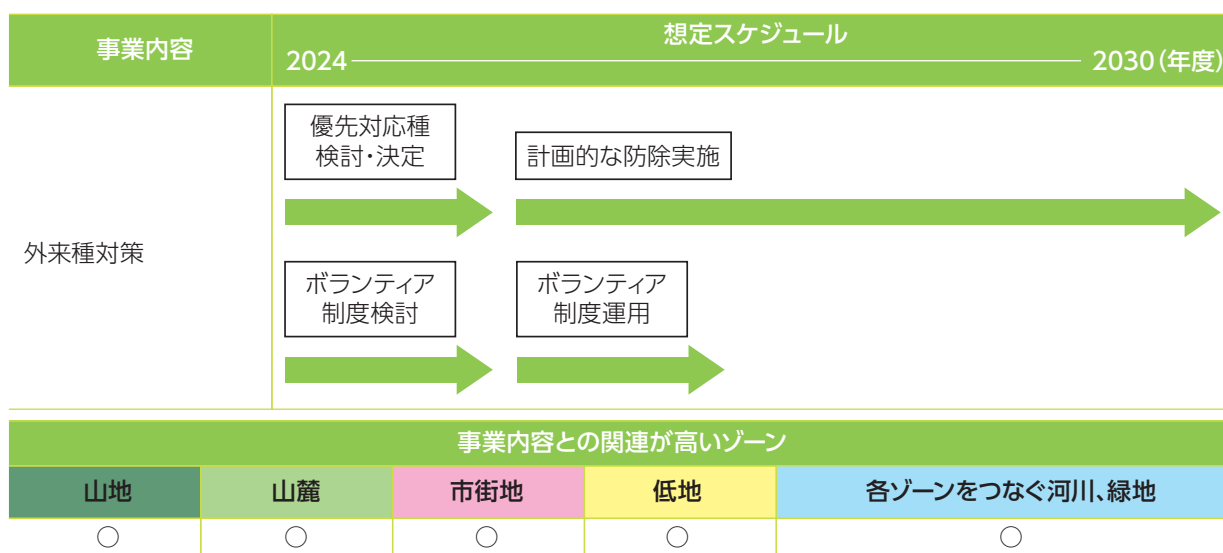 事業内容
想定スケジュール
2024
2030(年度)
外来種対策
優先対応種
検討・決定
計画的な防除実施
ボランティア
制度検討
ボランティア
制度運用
事業内容との関連が高いゾーン
山地 山麓 市街地 低地 各ゾーンをつなぐ河川、緑地
○ ○ ○ ○ ○